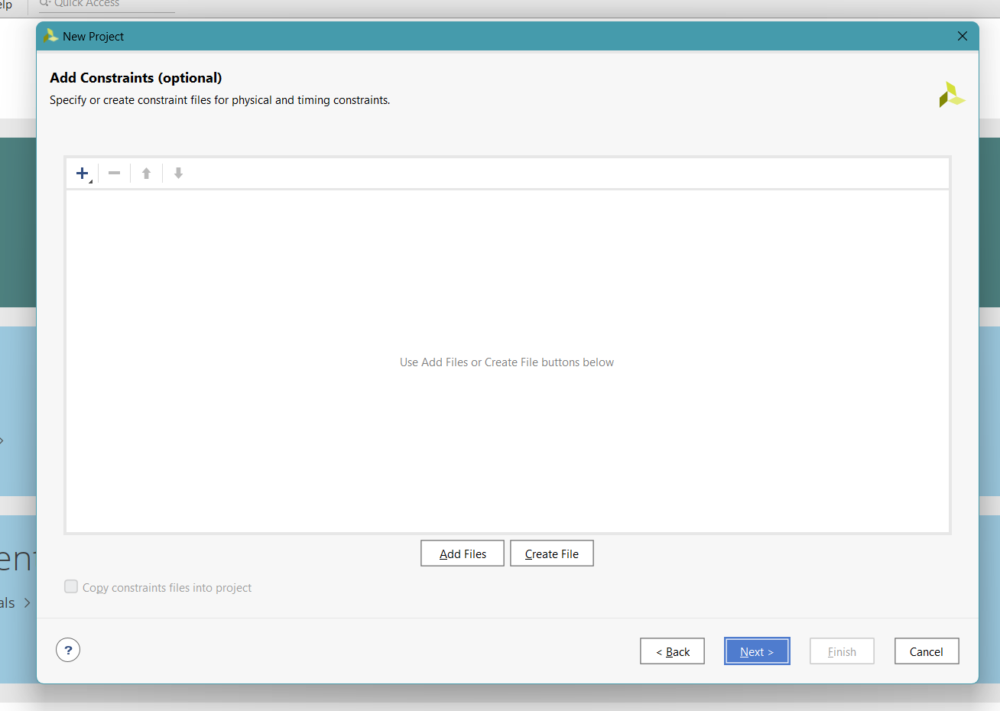 elp
Quick Access
New Project
Add Constraints (optional)
Specify or create constraint files for physical and timing constraints.
Use Add Files or Create File buttons below
Add Files
Create File
Copy constraints files into project
ent
als >
?
< Back
Next >
Finish
Cancel